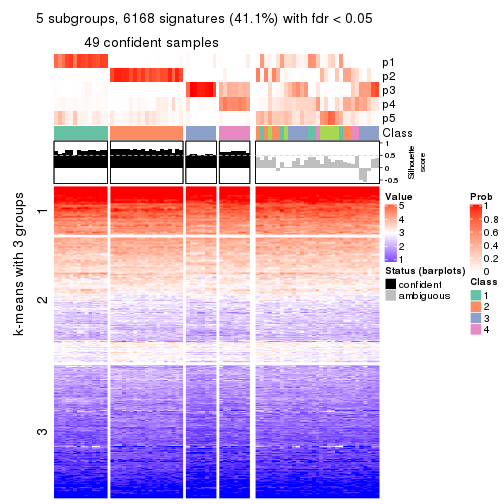 5 subgroups, 6168 signatures (41.1%) with fdr < 0.05
49 confident samples
p1
p2
p3
p4
p5
Class
1
0.5
0
-0.5
Silhouette
score
k-means with 3 groups
1
2
3
Value
5
4
3
2
1
Status (barplots)
confident
ambiguous
Prob
1
0.8
0.6
0.4
0.2
0
Class
1
2
3
4